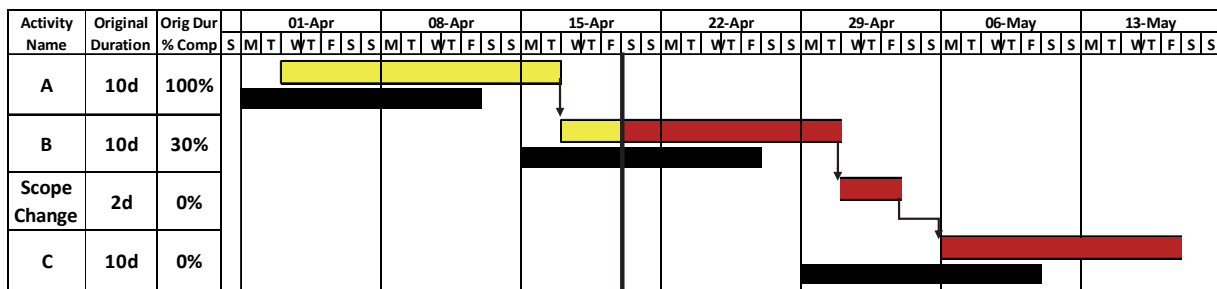 Activity Name Original Duration Orig Dur % Comp 01-Apr 08-Apr 15-Apr 22-Apr 29-Apr 06-May 13-May
S M T W T F S S M T W T F S S M T W T F S S M T W T F S S M T W T F S S M T W T F S S M T W T F S S
A 10d 100%
B 10d 30%
Scope Change 2d 0%
C 10d 0%